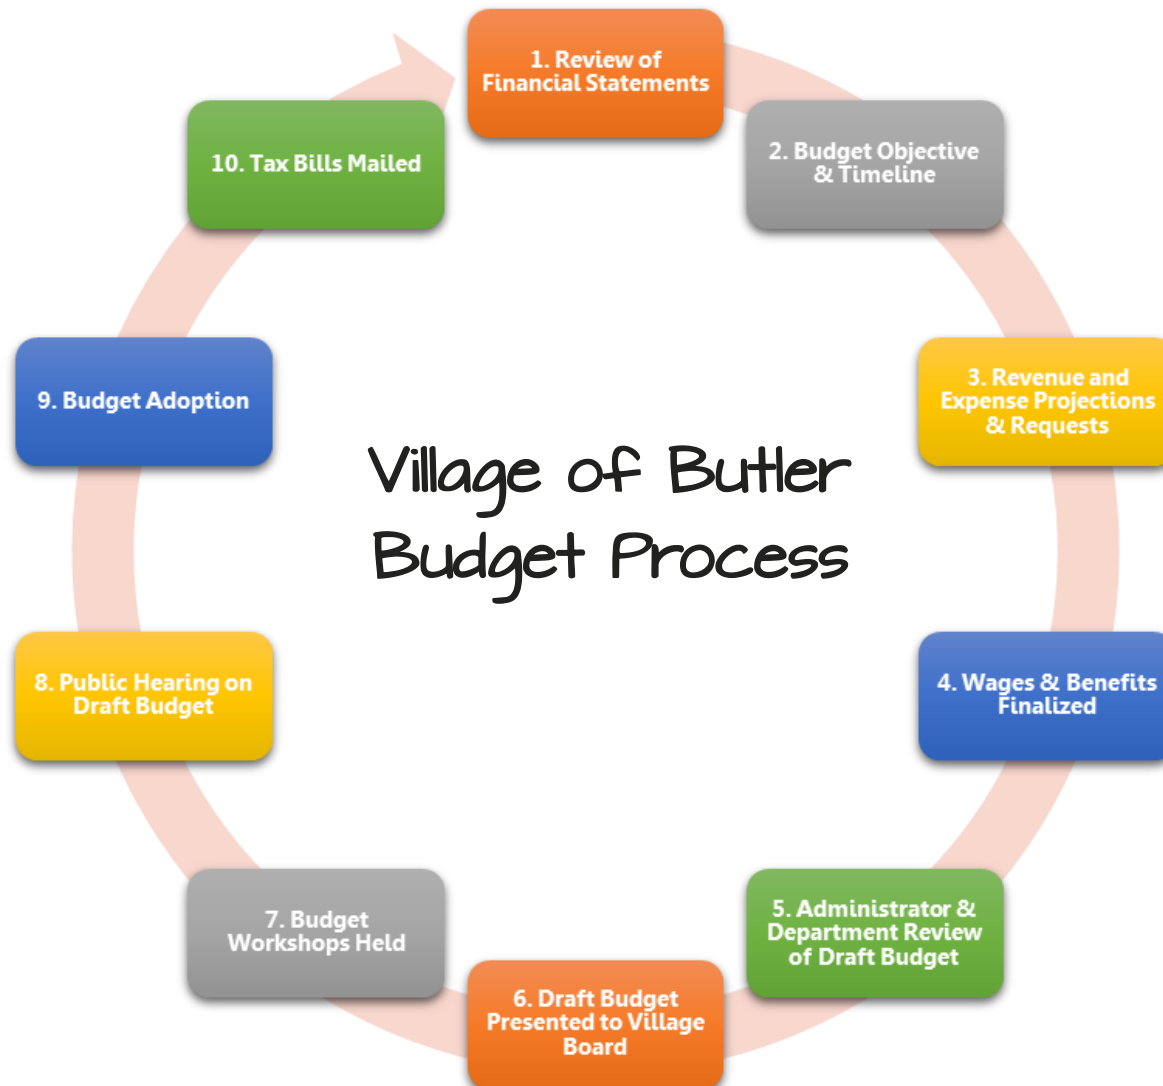 1. Review of
Financial Statements
2. Budget Objective
& Timeline
3. Revenue and
Expense Projections
& Requests
4. Wages & Benefits
Finalized
5. Administrator &
Department Review
of Draft Budget
6. Draft Budget
Presented to Village
Board
7. Budget
Workshops Held
8. Public Hearing on
Draft Budget
9. Budget Adoption
10. Tax Bills Mailed
Village of Butler
Budget Process